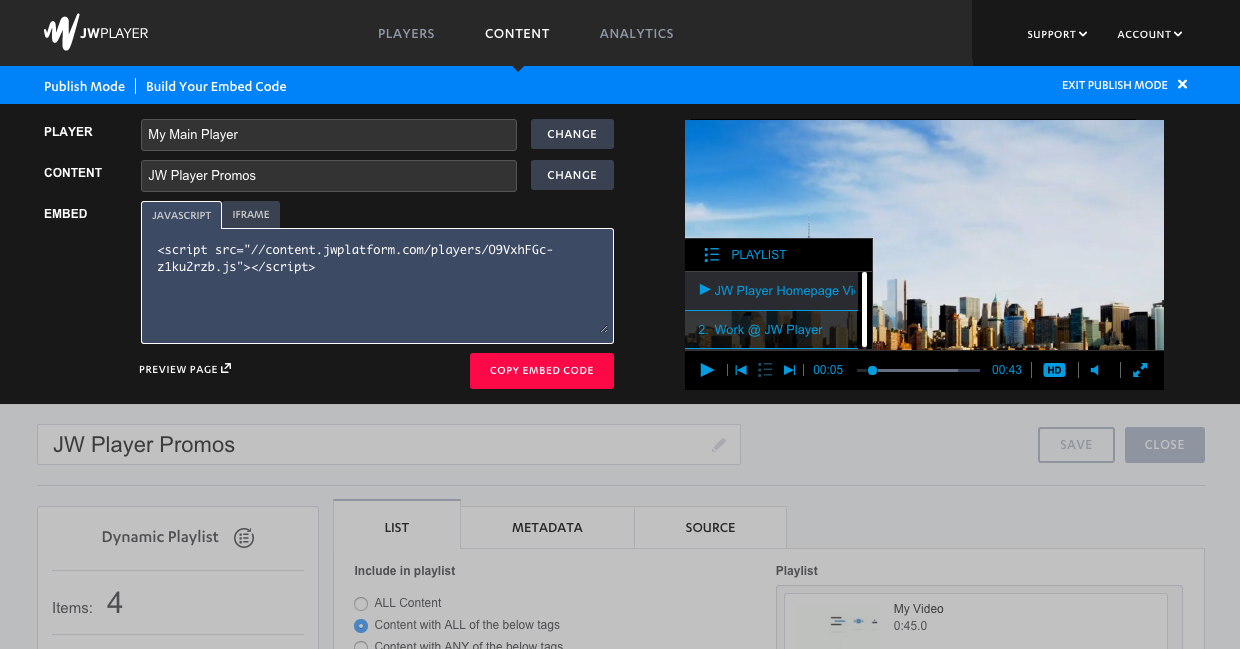 JWPLAYER
PLAYERS
CONTENT
ANALYTICS
SUPPORT
ACCOUNT
Publish Mode
Build Your Embed Code
EXIT PUBLISH MODE
PLAYER
My Main Player
CHANGE
CONTENT
JW Player Promos
CHANGE
EMBED
JAVASCRIPT
IFRAME
<script src="//content.jwplatform.com/players/O9VxhFGc-
z1ku2rzb.js"></script>
PREVIEW PAGE
COPY EMBED CODE
PLAYLIST
JW Player Homepage Vi
2. Work @ JW Player
00:05
00:43
HD
JW Player Promos
SAVE
CLOSE
Dynamic Playlist
Items: 4
LIST
METADATA
SOURCE
Include in playlist
ALL Content
Content with ALL of the below tags
Content with ANY of the below tags
Playlist
My Video
0:45.0